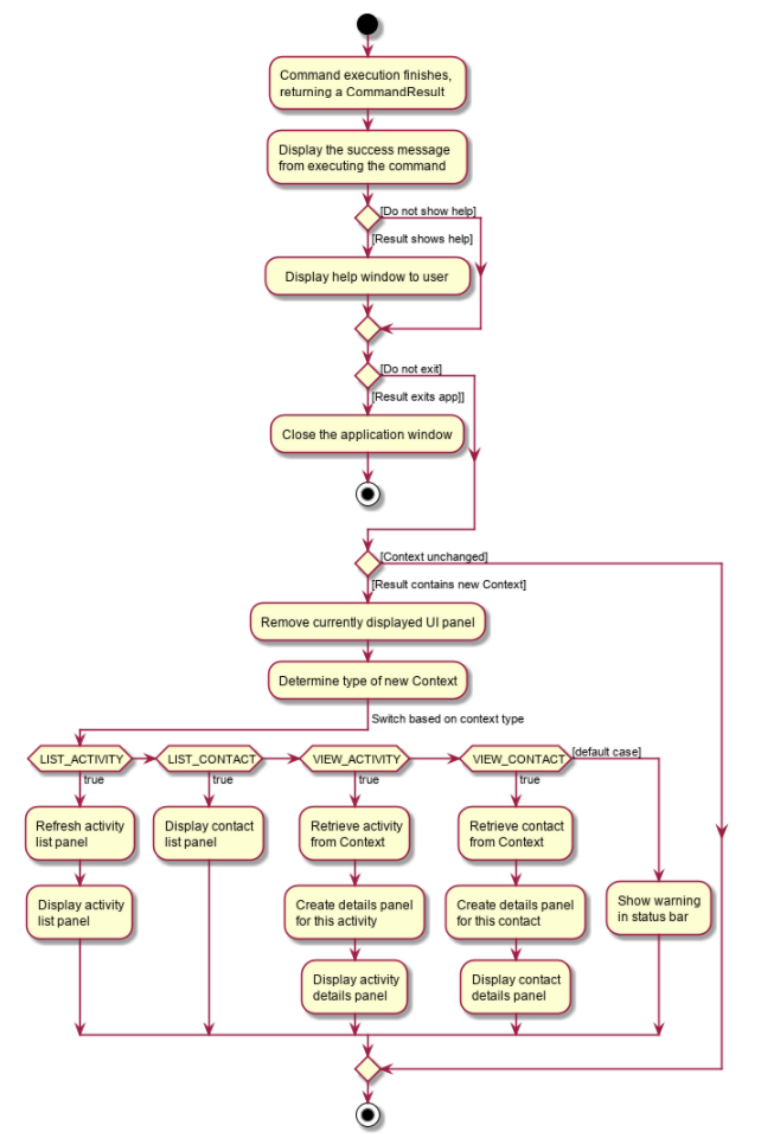 Command execution finishes,
returning a CommandResult
Display the success message
from executing the command
[Do not show help]
[Result shows help]
Display help window to user
[Do not exit]
[Result exits app]]
Close the application window
[Context unchanged]
[Result contains new Context]
Remove currently displayed UI panel
Determine type of new Context
Switch based on context type
LIST_ACTIVITY
true
Refresh activity
list panel
Display activity
list panel
LIST_CONTACT
true
Display contact
list panel
VIEW_ACTIVITY
true
Retrieve activity
from Context
Create details panel
for this activity
Display activity
details panel
VIEW_CONTACT
true
Retrieve contact
from Context
Create details panel
for this contact
Display contact
details panel
[default case]
Show warning
in status bar